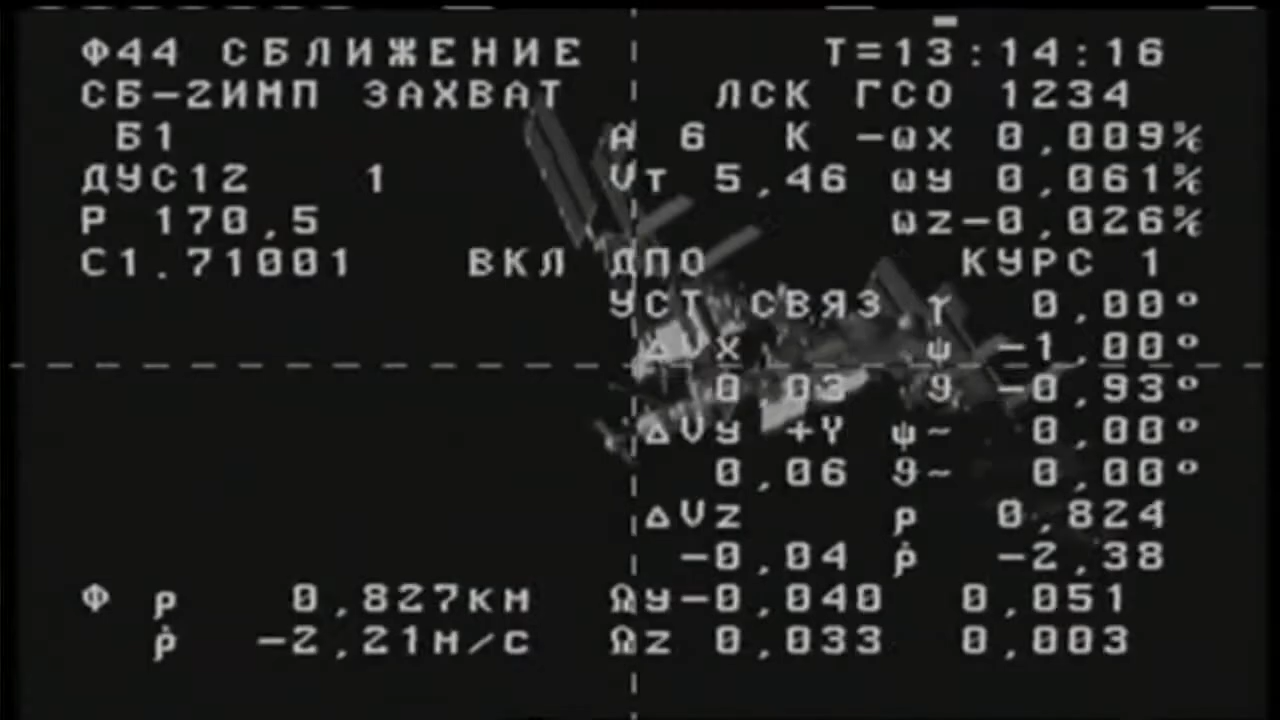 Ф44 СБЛИЖЕНИЕ T=13:14:16
СБ-2ИМП ЗАХВАТ ЛСК ГСО 1234
Б1 А 6 К -ωx 0,009%
ДУС12 1 Vт 5,46 ωy 0,061%
Р 170,5 ωz-0,026%
С1.71001 ВКЛ ДПО КУРС 1
УСТ СВЯЗ γ 0,00°
ΔVx ψ -1,00°
0,03 ϑ -0,93°
ΔVy +Y ψ~ 0,00°
0,06 ϑ~ 0,00°
ΔVz ρ 0,824
-0,04 ρ̇ -2,38
Ф ρ 0,827км Ωy-0,040 0,051
ρ̇ -2,21м/с Ωz 0,033 0,003